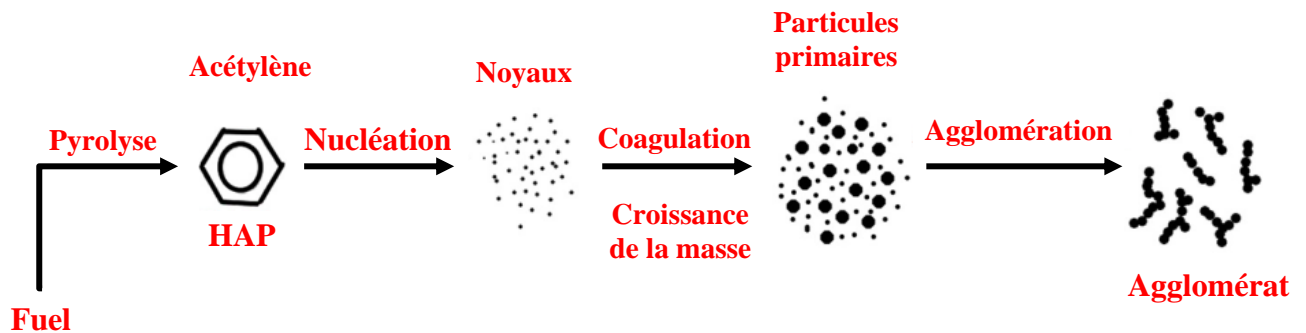 Fuel
Pyrolyse
Acétylène
HAP
Nucléation
Noyaux
Coagulation
Croissance
de la masse
Particules
primaires
Agglomération
Agglomérat